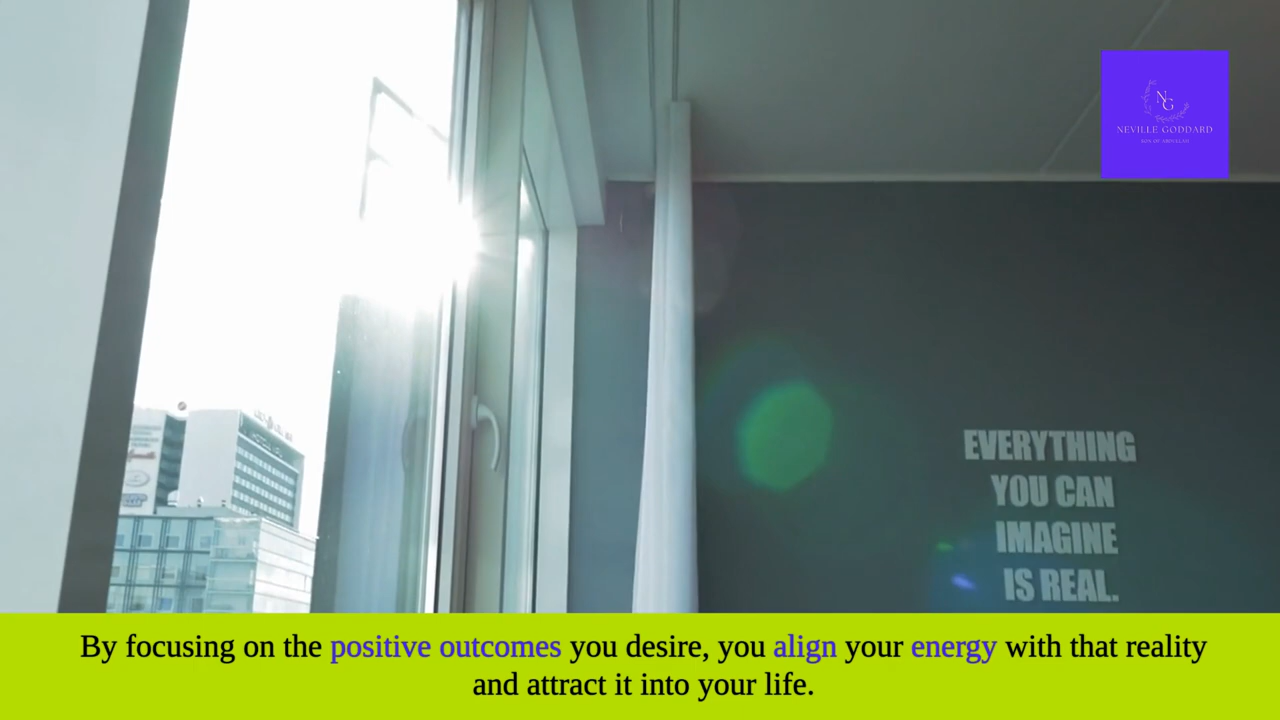 NG
NEVILLE GODDARD
EVERYTHING
YOU CAN
IMAGINE
IS REAL.
By focusing on the positive outcomes you desire, you align your energy with that reality
and attract it into your life.